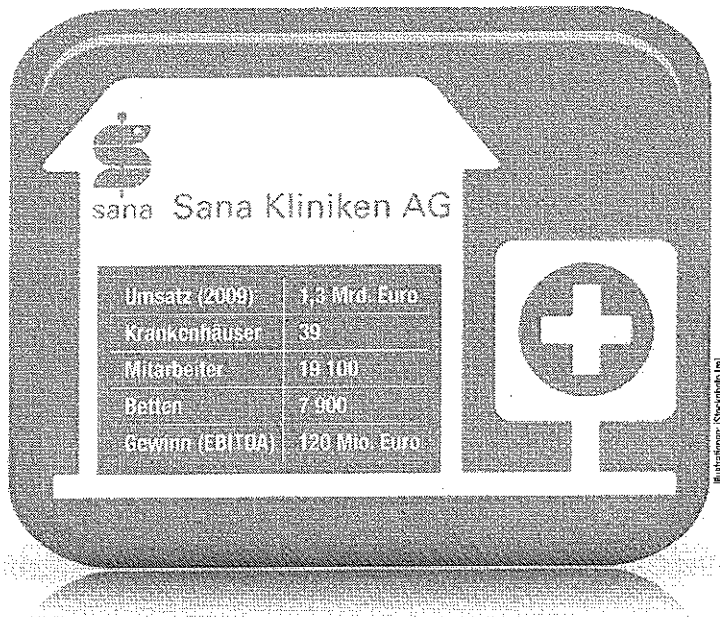 sana Sana Kliniken AG
Umsatz (2009) 1,3 Mrd. Euro
Krankenhäuser 39
Mitarbeiter 19 100
Betten 7 900
Gewinn (EBITDA) 120 Mio. Euro